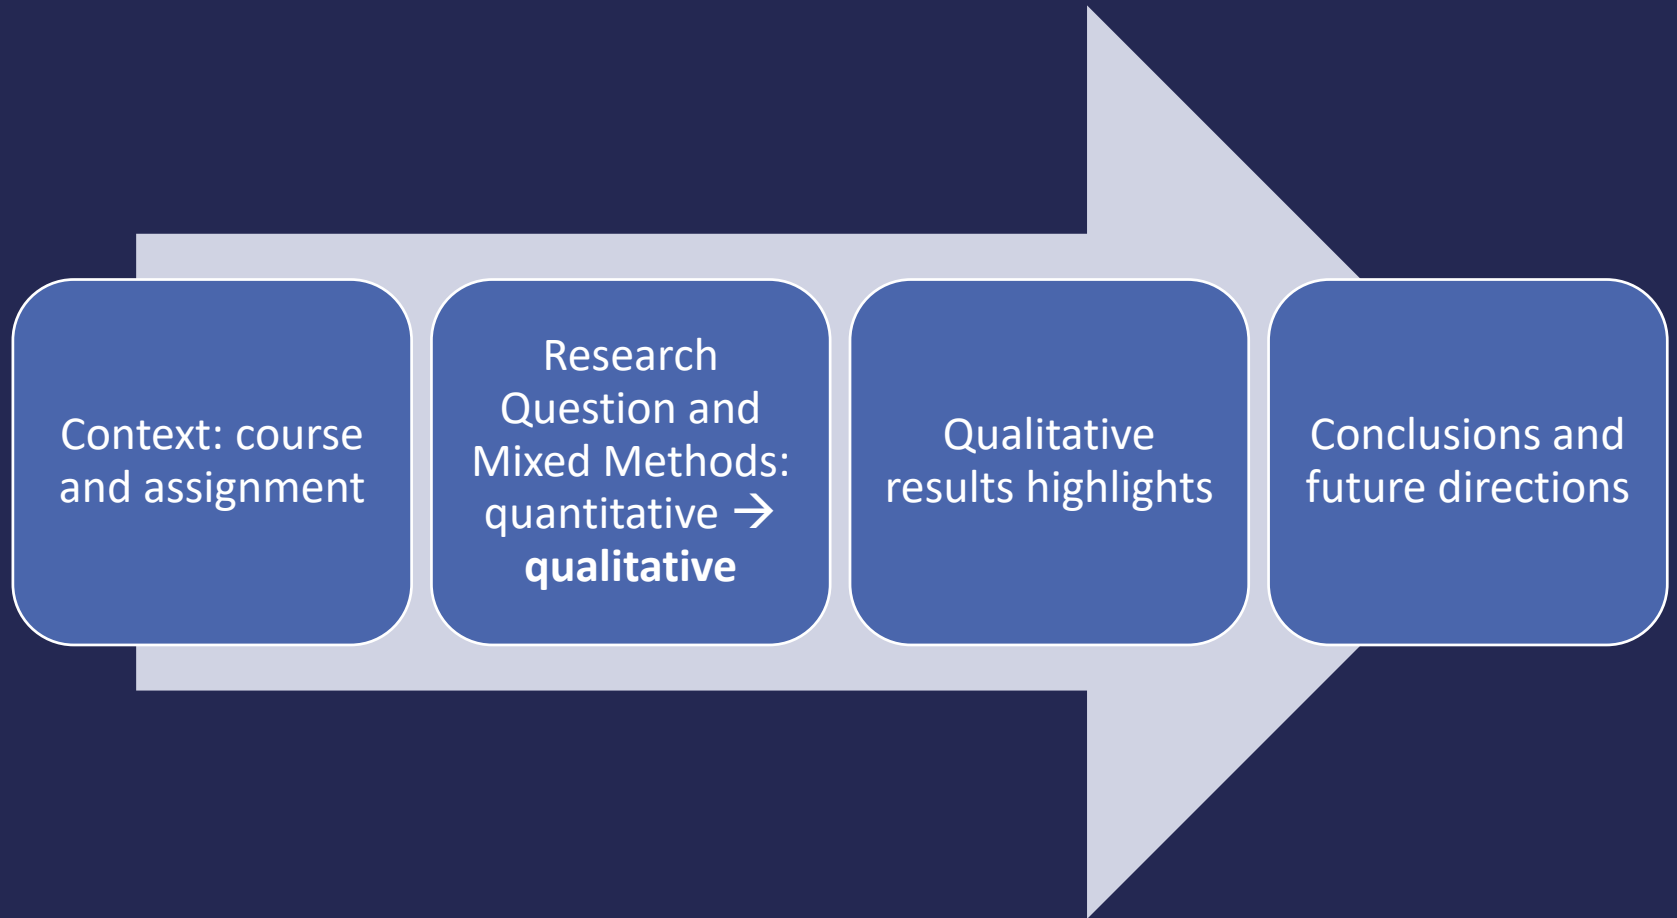 Context: course
and assignment
Research
Question and
Mixed Methods:
quantitative →
qualitative
Qualitative
results highlights
Conclusions and
future directions